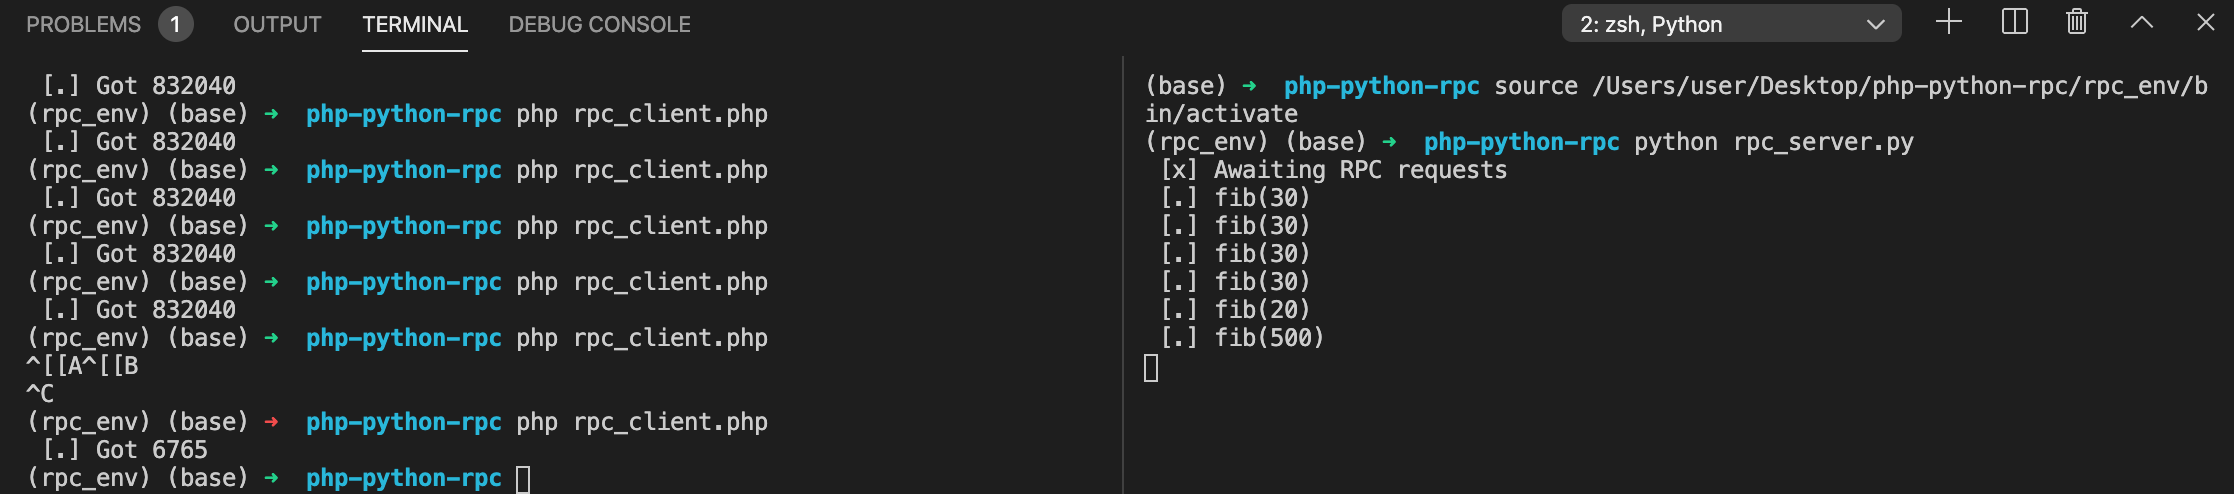 PROBLEMS 1 OUTPUT TERMINAL DEBUG CONSOLE 2: zsh, Python
[.] Got 832040
(rpc_env) (base) ➜ php-python-rpc php rpc_client.php
[.] Got 832040
(rpc_env) (base) ➜ php-python-rpc php rpc_client.php
[.] Got 832040
(rpc_env) (base) ➜ php-python-rpc php rpc_client.php
[.] Got 832040
(rpc_env) (base) ➜ php-python-rpc php rpc_client.php
[.] Got 832040
(rpc_env) (base) ➜ php-python-rpc php rpc_client.php
^[[A^[[B
^C
(rpc_env) (base) ➜ php-python-rpc php rpc_client.php
[.] Got 6765
(rpc_env) (base) ➜ php-python-rpc
(base) ➜ php-python-rpc source /Users/user/Desktop/php-python-rpc/rpc_env/b
in/activate
(rpc_env) (base) ➜ php-python-rpc python rpc_server.py
[x] Awaiting RPC requests
[.] fib(30)
[.] fib(30)
[.] fib(30)
[.] fib(30)
[.] fib(20)
[.] fib(500)